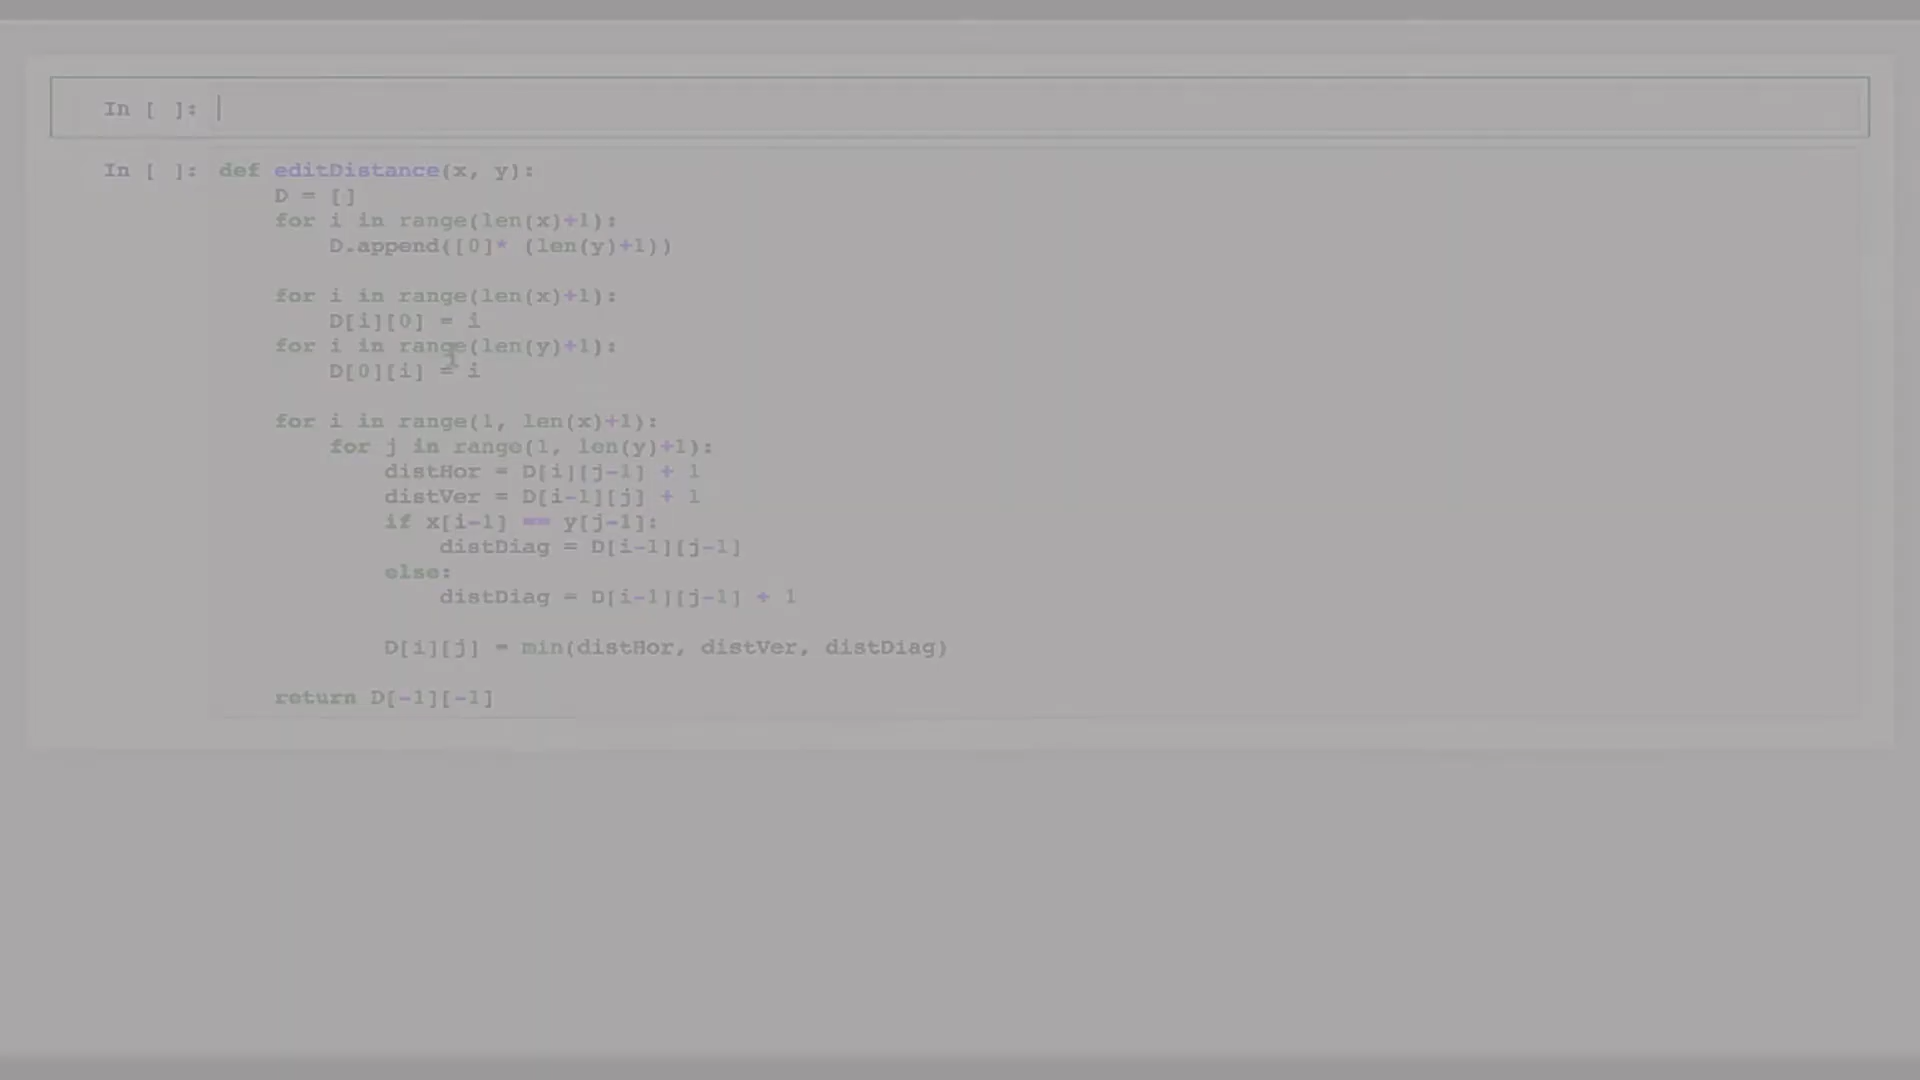 In [ ]:
In [ ]: def editDistance(x, y):
    D = []
    for i in range(len(x)+1):
        D.append([0]* (len(y)+1))
    for i in range(len(x)+1):
        D[i][0] = i
    for i in range(len(y)+1):
        D[0][i] = i
    for i in range(1, len(x)+1):
        for j in range(1, len(y)+1):
            distHor = D[i][j-1] + 1
            distVer = D[i-1][j] + 1
            if x[i-1] == y[j-1]:
                distDiag = D[i-1][j-1]
            else:
                distDiag = D[i-1][j-1] + 1
            D[i][j] = min(distHor, distVer, distDiag)
    return D[-1][-1]